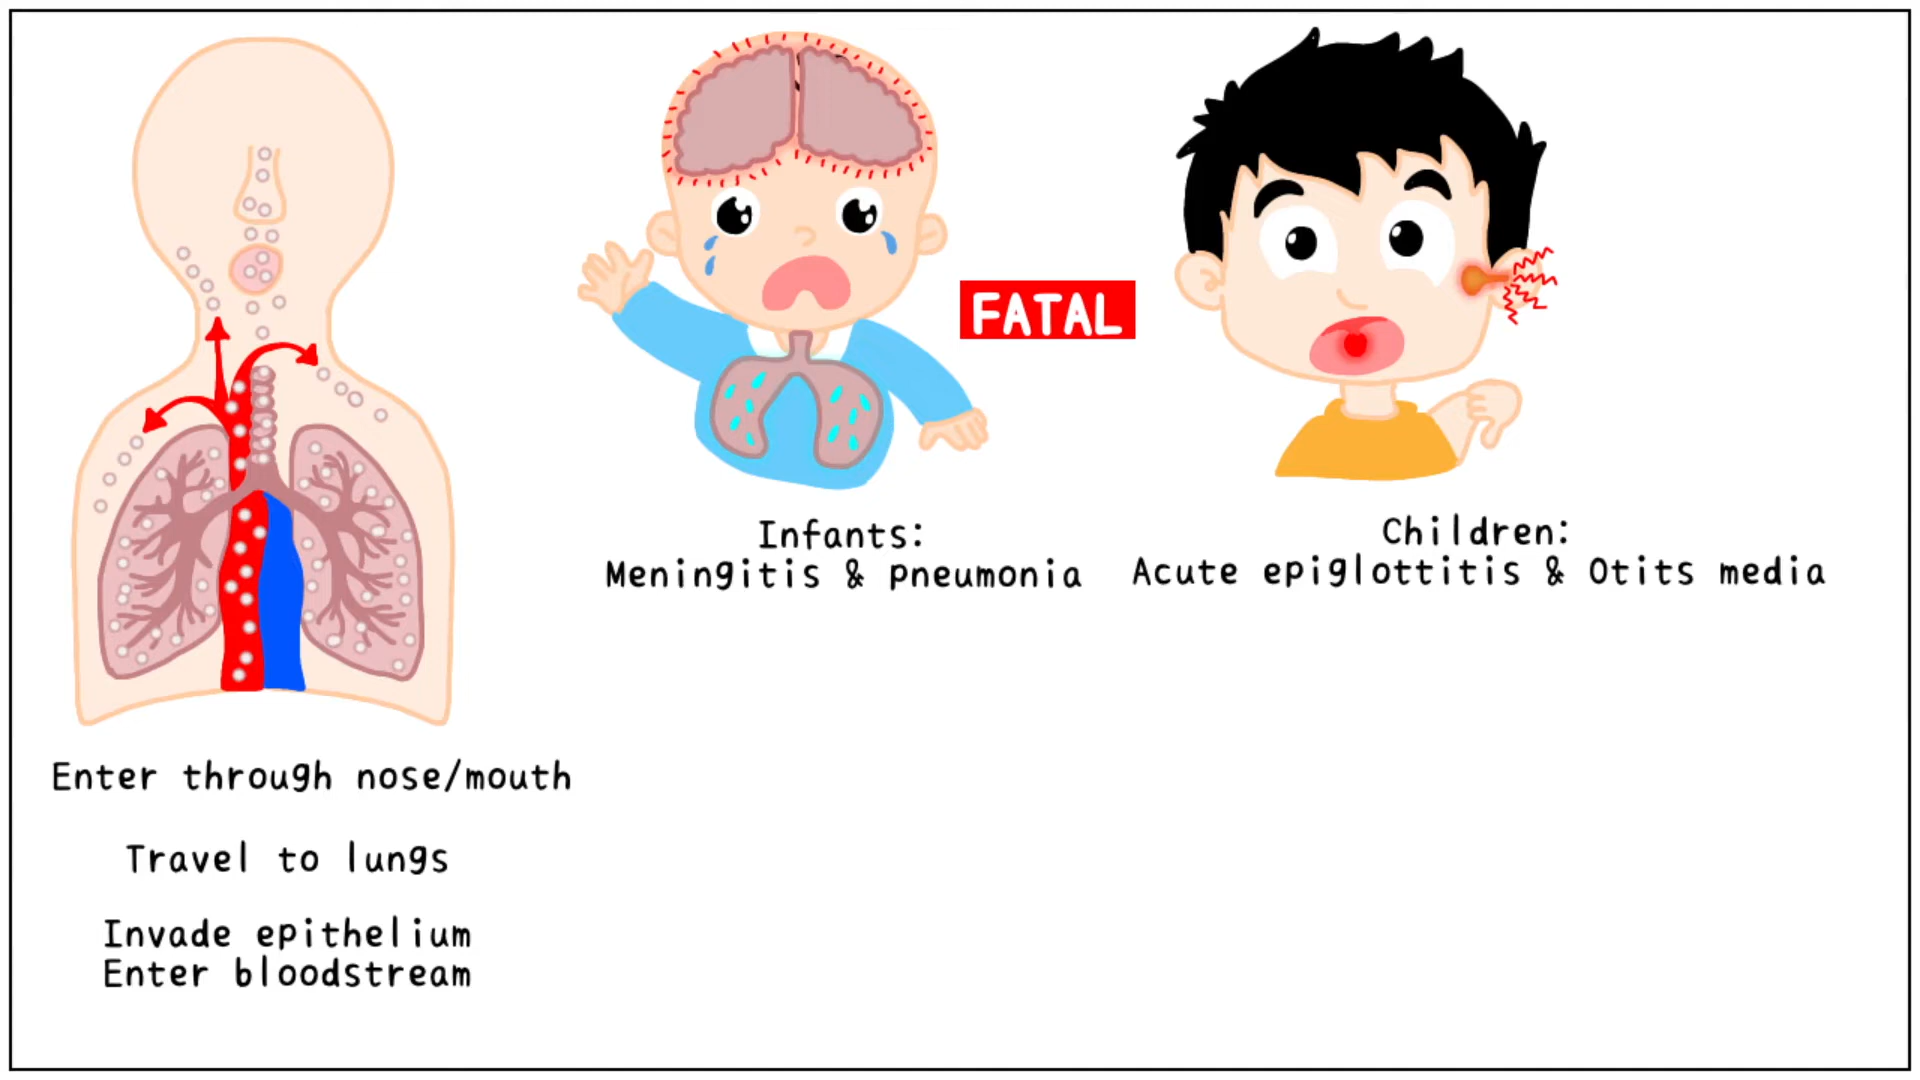 FATAL
Infants:
Meningitis & pneumonia
Children:
Acute epiglottitis & Otits media
Enter through nose/mouth
Travel to lungs
Invade epithelium
Enter bloodstream